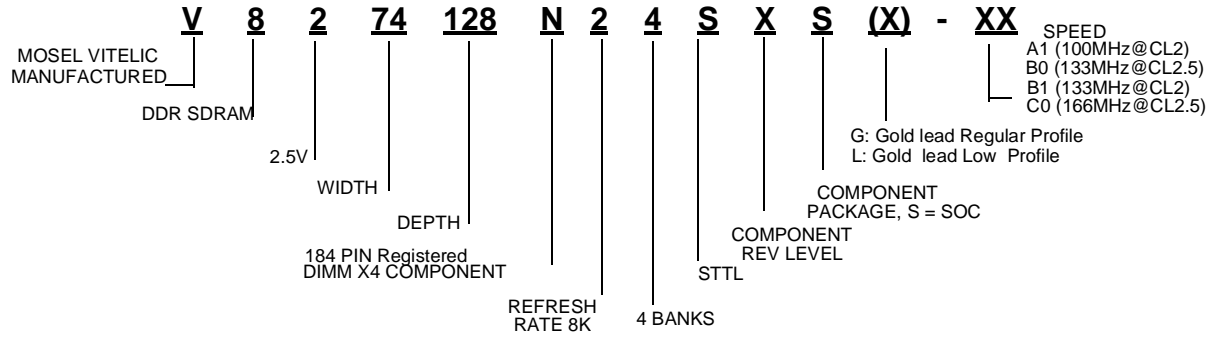 V 8 2 74 128 N 2 4 S X S (X) - XX
SPEED
A1 (100MHz@CL2)
B0 (133MHz@CL2.5)
B1 (133MHz@CL2)
C0 (166MHz@CL2.5)
MOSEL VITELIC
MANUFACTURED
DDR SDRAM
2.5V
WIDTH
DEPTH
184 PIN Registered
DIMM X4 COMPONENT
REFRESH
RATE 8K
4 BANKS
STTL
COMPONENT
REV LEVEL
COMPONENT
PACKAGE, S = SOC
G: Gold lead Regular Profile
L: Gold lead Low Profile